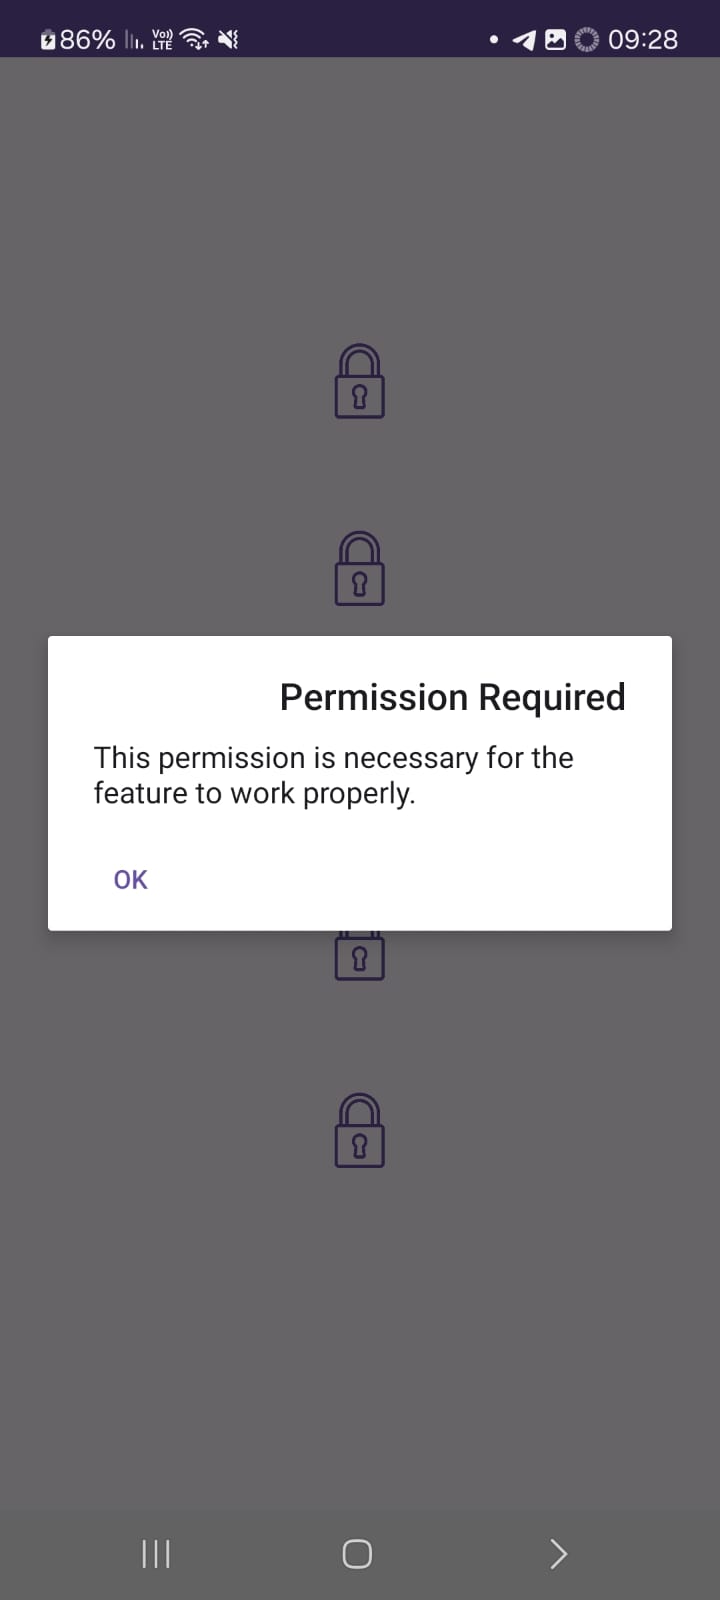 86% Vo)) LTE 09:28
Permission Required
This permission is necessary for the
feature to work properly.
OK